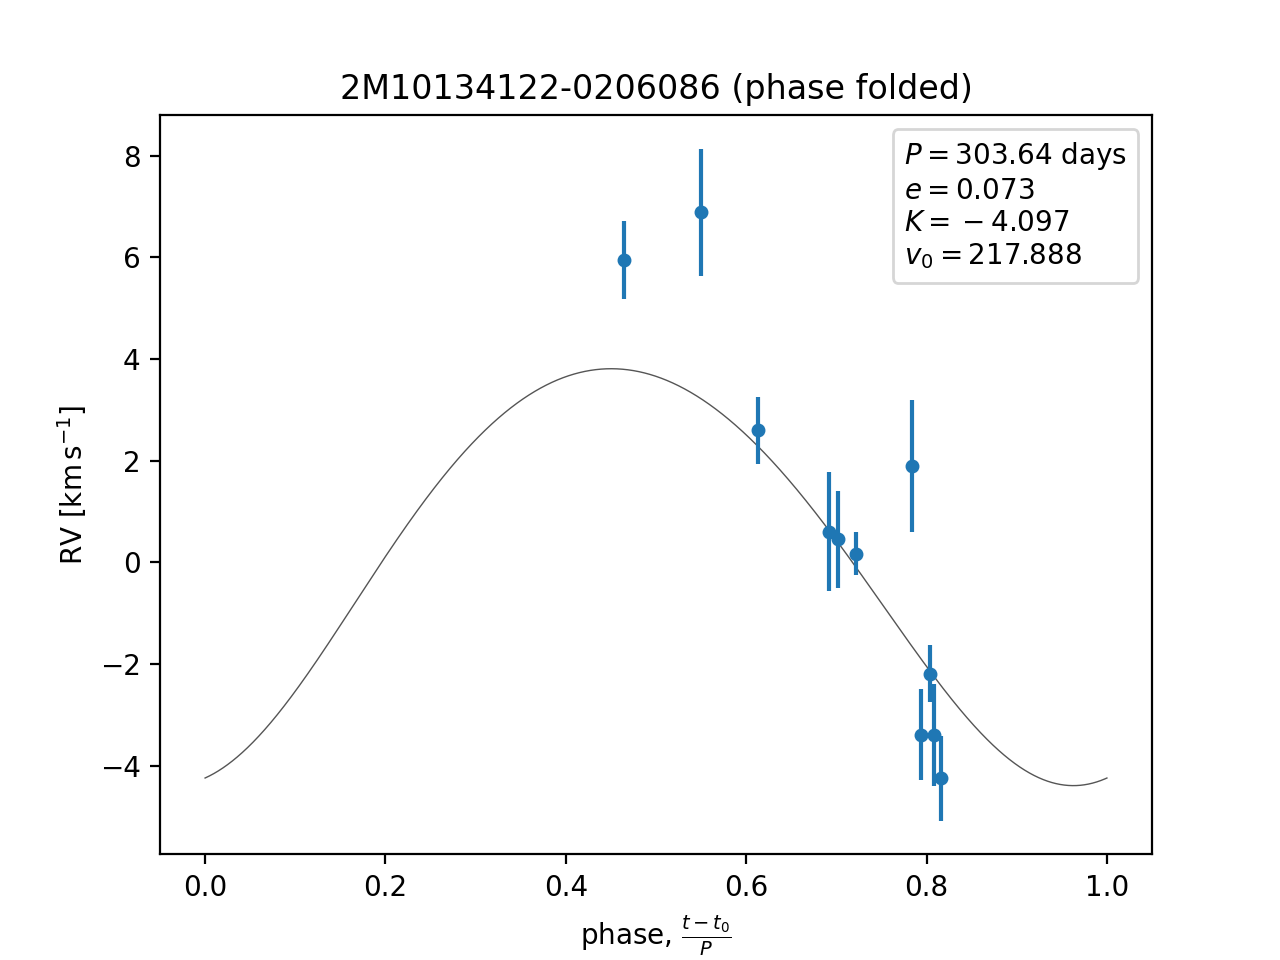 2M10134122-0206086 (phase folded)
P = 303.64 days
e = 0.073
K = −4.097
v₀ = 217.888
RV [km s⁻¹]
8
6
4
2
0
−2
−4
0.0 0.2 0.4 0.6 0.8 1.0
phase, (t − t₀)/P